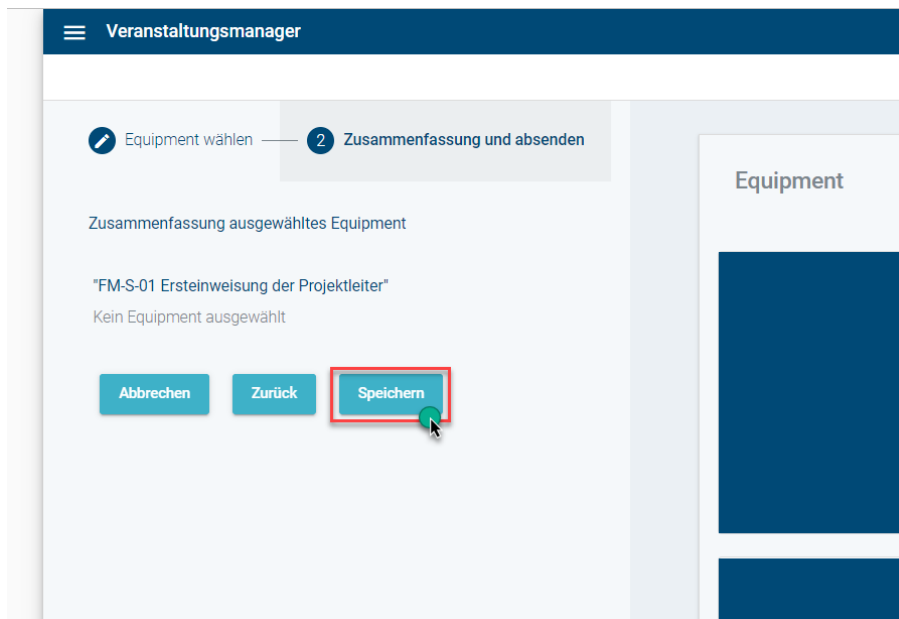 Veranstaltungsmanager
Equipment wählen
2 Zusammenfassung und absenden
Equipment
Zusammenfassung ausgewähltes Equipment
"FM-S-01 Ersteinweisung der Projektleiter"
Kein Equipment ausgewählt
Abbrechen Zurück Speichern